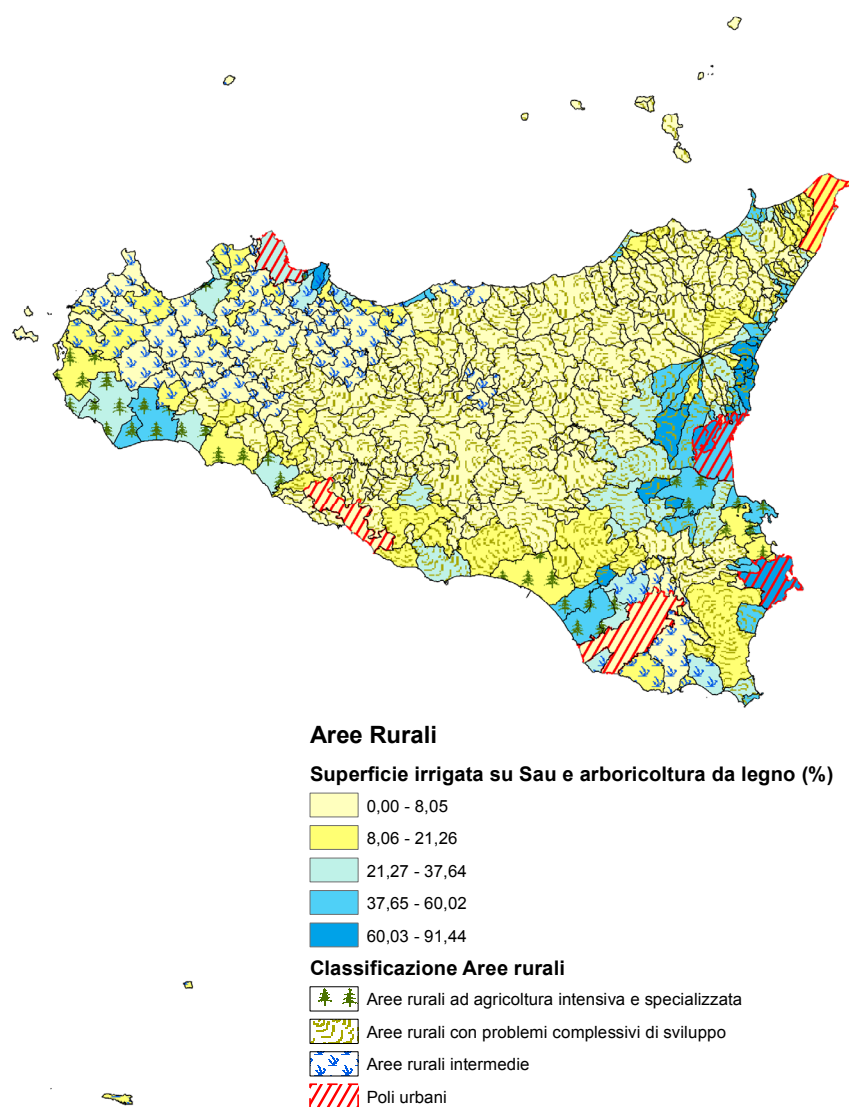 Aree Rurali
Superficie irrigata su Sau e arboricoltura da legno (%)
0,00 - 8,05
8,06 - 21,26
21,27 - 37,64
37,65 - 60,02
60,03 - 91,44
Classificazione Aree rurali
Aree rurali ad agricoltura intensiva e specializzata
Aree rurali con problemi complessivi di sviluppo
Aree rurali intermedie
Poli urbani